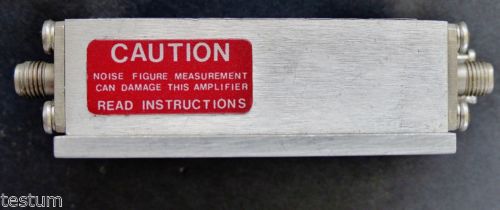 CAUTION
NOISE FIGURE MEASUREMENT
CAN DAMAGE THIS AMPLIFIER
READ INSTRUCTIONS
testum